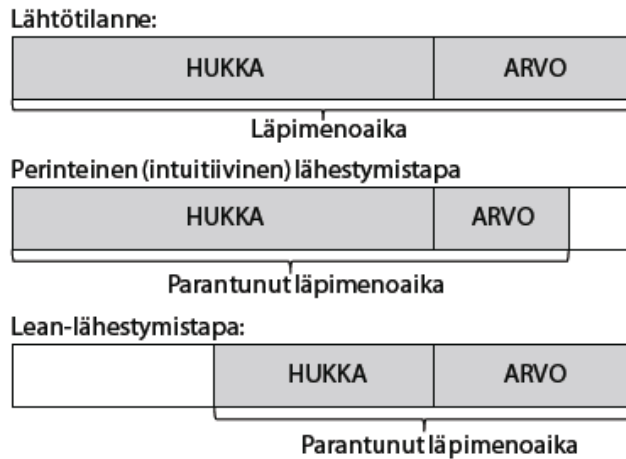 Lähtötilanne:
HUKKA ARVO
Läpimenoaika
Perinteinen (intuitiivinen) lähestymistapa
HUKKA ARVO
Parantunut läpimenoaika
Lean-lähestymistapa:
HUKKA ARVO
Parantunut läpimenoaika